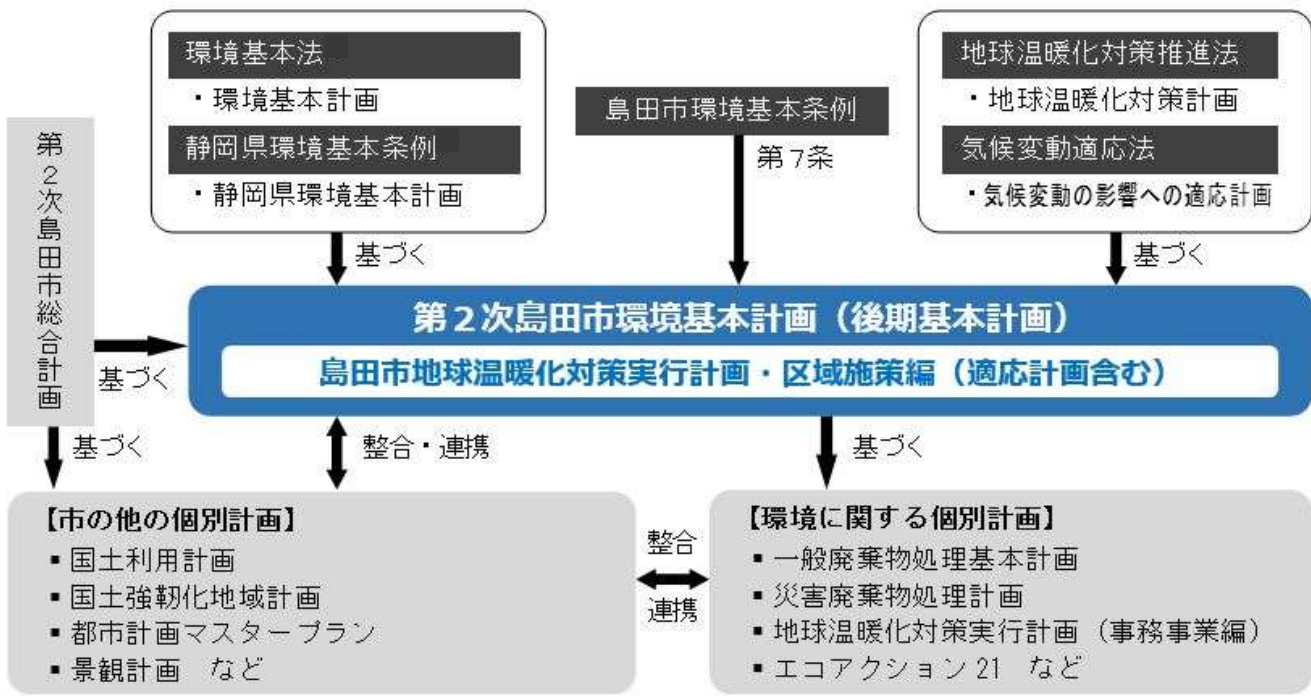 環境基本法
・環境基本計画
静岡県環境基本条例
・静岡県環境基本計画
島田市環境基本条例
第7条
地球温暖化対策推進法
・地球温暖化対策計画
気候変動適応法
・気候変動の影響への適応計画
第2次島田市総合計画
基づく
基づく
基づく
第2次島田市環境基本計画（後期基本計画）
島田市地球温暖化対策実行計画・区域施策編（適応計画含む）
基づく
整合・連携
基づく
【市の他の個別計画】
▪ 国土利用計画
▪ 国土強靭化地域計画
▪ 都市計画マスタープラン
▪ 景観計画　など
整合
連携
【環境に関する個別計画】
▪ 一般廃棄物処理基本計画
▪ 災害廃棄物処理計画
▪ 地球温暖化対策実行計画（事務事業編）
▪ エコアクション21　など